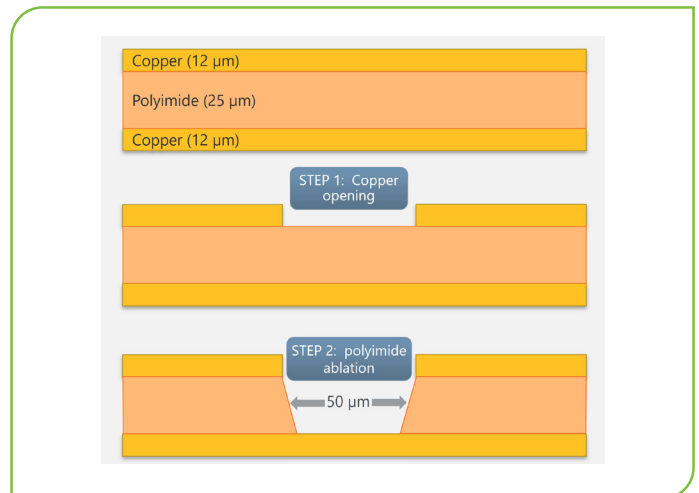 Copper (12 µm)
Polyimide (25 µm)
Copper (12 µm)
STEP 1: Copper
opening
STEP 2: polyimide
ablation
50 µm